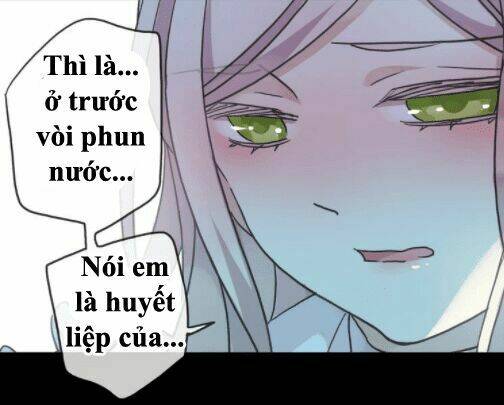 Thì là...
ở trước
vòi phun
nước...
Nói em
là huyết
liệp của...